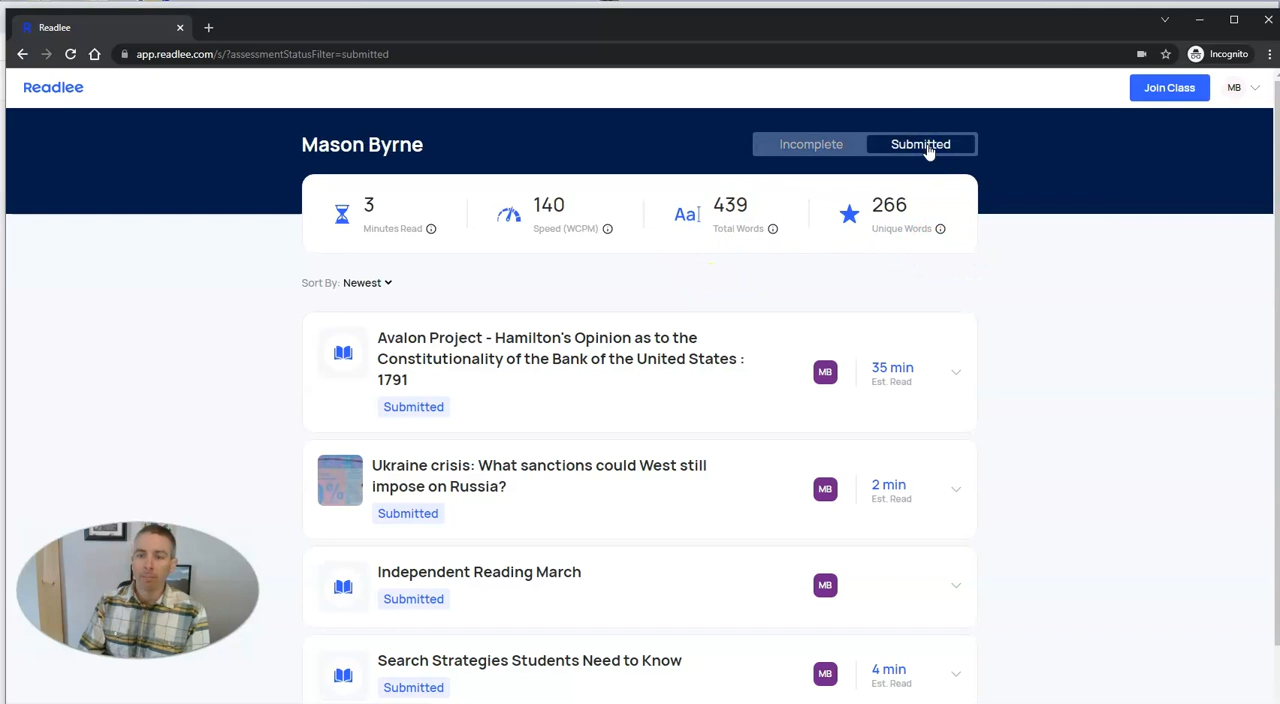 Readlee
app.readlee.com/s/?assessmentStatusFilter=submitted
Incognito
Readlee
Join Class
MB
Mason Byrne
Incomplete
Submitted
3
Minutes Read
140
Speed (WCPM)
Aa
439
Total Words
266
Unique Words
Sort By: Newest
Avalon Project - Hamilton's Opinion as to the
Constitutionality of the Bank of the United States :
1791
Submitted
MB
35 min
Est. Read
Ukraine crisis: What sanctions could West still
impose on Russia?
Submitted
MB
2 min
Est. Read
Independent Reading March
Submitted
MB
Search Strategies Students Need to Know
Submitted
MB
4 min
Est. Read